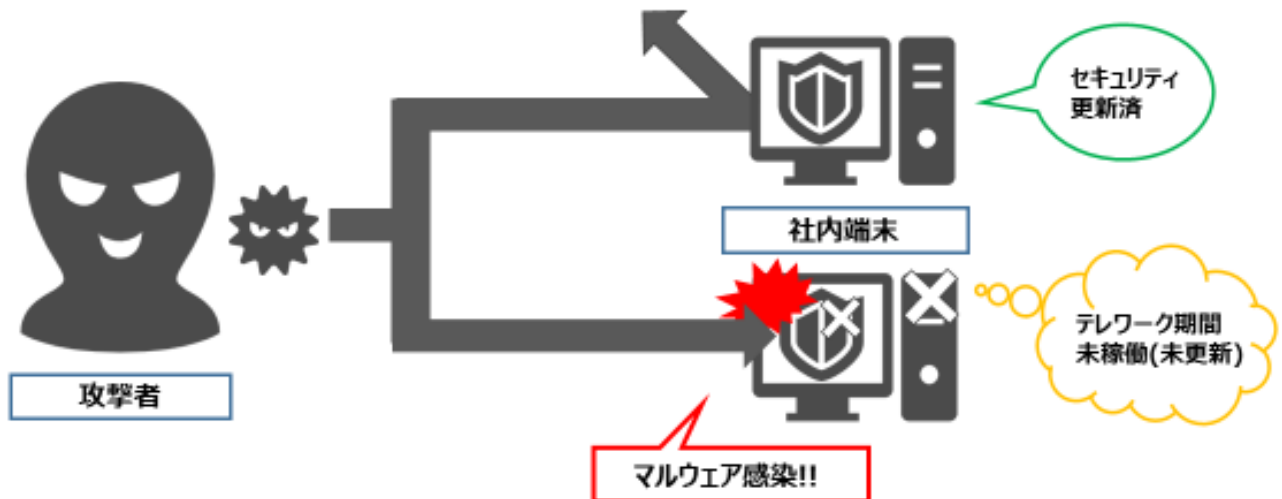 セキュリティ
更新済
社内端末
テレワーク期間
未稼働(未更新)
攻撃者
マルウェア感染!!